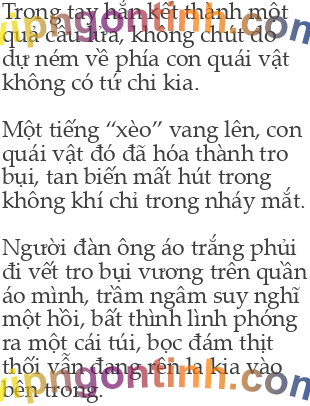 Trong tay hắn kết thành một
quả cầu lửa, không chút do
dự ném về phía con quái vật
không có tứ chi kia.
Một tiếng “xèo” vang lên, con
quái vật đó đã hóa thành tro
bụi, tan biến mất hút trong
không khí chỉ trong nháy mắt.
Người đàn ông áo trắng phủi
đi vết tro bụi vương trên quần
áo mình, trầm ngâm suy nghĩ
một hồi, bất thình lình phóng
ra một cái túi, bọc đám thịt
thối vẫn đang rên la kia vào
bên trong.
vipngontinh.com
vipngontinh.com